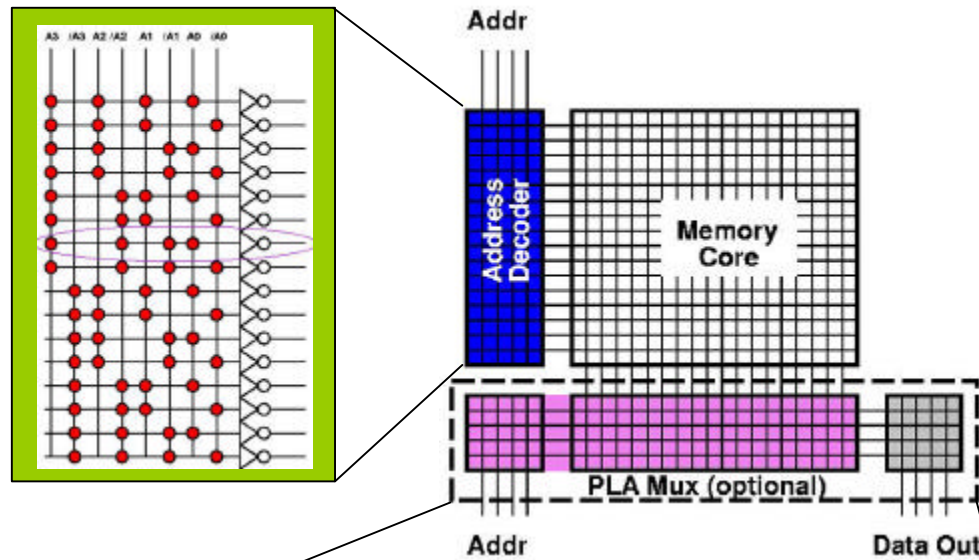 A3 /A3 A2 /A2 A1 /A1 A0 /A0
Addr
Address
Decoder
Memory
Core
PLA Mux (optional)
Addr
Data Out